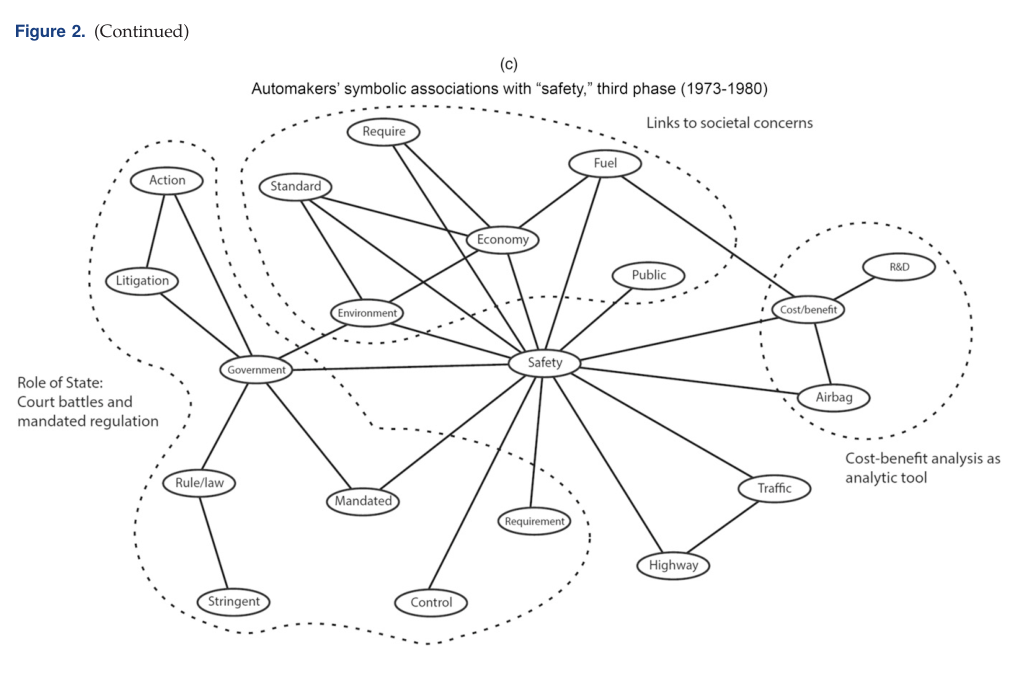 Figure 2. (Continued)
(c)
Automakers’ symbolic associations with “safety,” third phase (1973-1980)
Links to societal concerns
Require
Fuel
Action
Standard
Economy
R&D
Public
Litigation
Cost/benefit
Environment
Safety
Government
Role of State:
Court battles and
mandated regulation
Airbag
Cost-benefit analysis as
analytic tool
Rule/law
Traffic
Mandated
Requirement
Highway
Stringent
Control